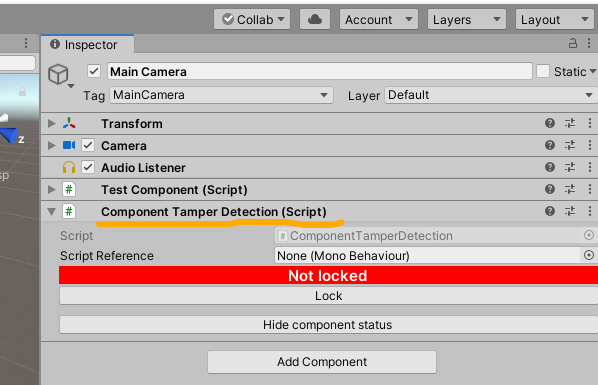 Collab Account Layers Layout
Inspector
Main Camera Static
Tag MainCamera Layer Default
Transform
Camera
Audio Listener
# Test Component (Script)
# Component Tamper Detection (Script)
Script # ComponentTamperDetection
Script Reference None (Mono Behaviour)
Not locked
Lock
Hide component status
Add Component
z
sp